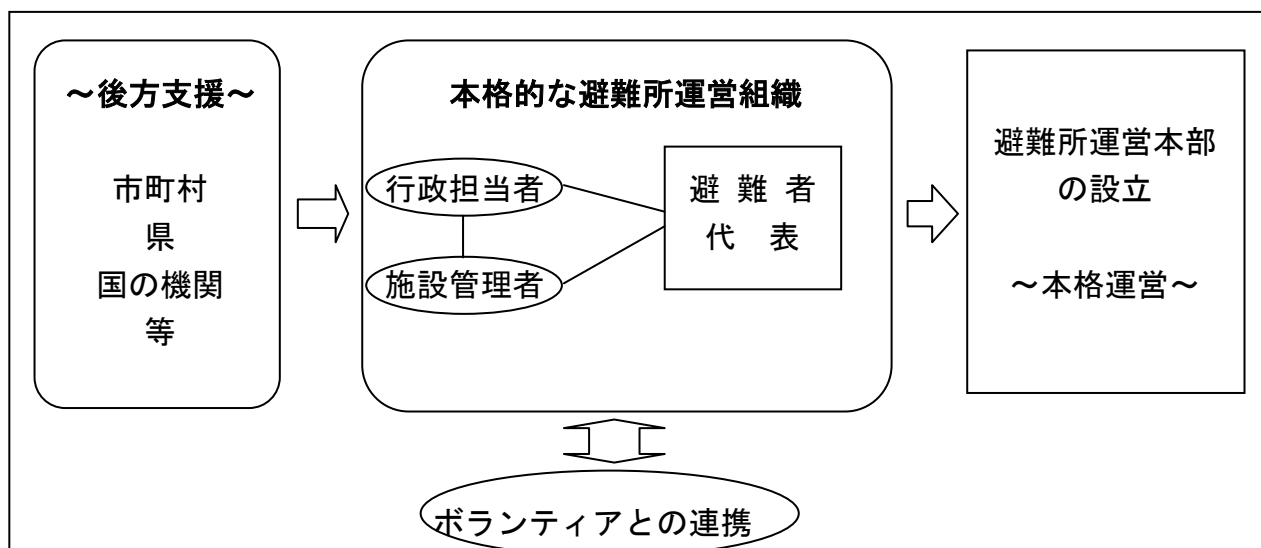 ～後方支援～
市町村
県
国の機関
等
本格的な避難所運営組織
行政担当者
施設管理者
避難者
代表
避難所運営本部
の設立
～本格運営～
ボランティアとの連携